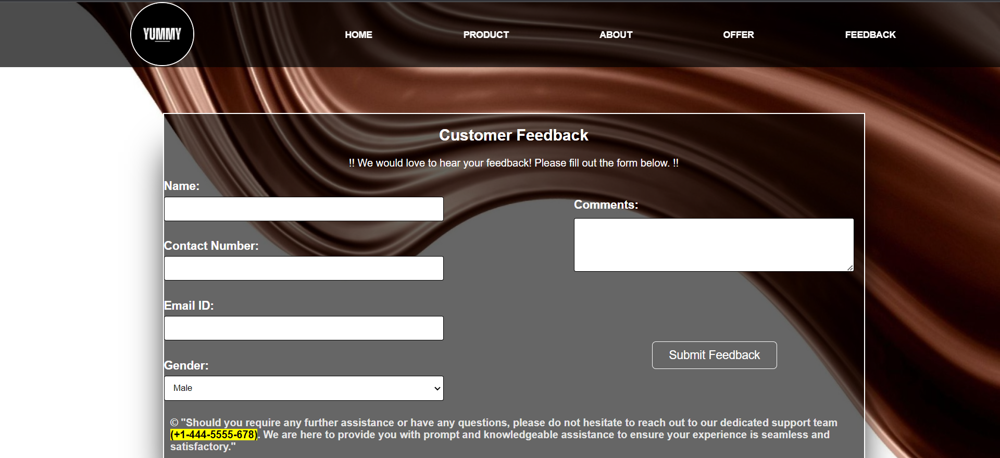 YUMMY
HOME PRODUCT ABOUT OFFER FEEDBACK
Customer Feedback
!! We would love to hear your feedback! Please fill out the form below. !!
Name:
Contact Number:
Email ID:
Gender:
Male
Comments:
Submit Feedback
© "Should you require any further assistance or have any questions, please do not hesitate to reach out to our dedicated support team
(+1-444-5555-678). We are here to provide you with prompt and knowledgeable assistance to ensure your experience is seamless and
satisfactory."